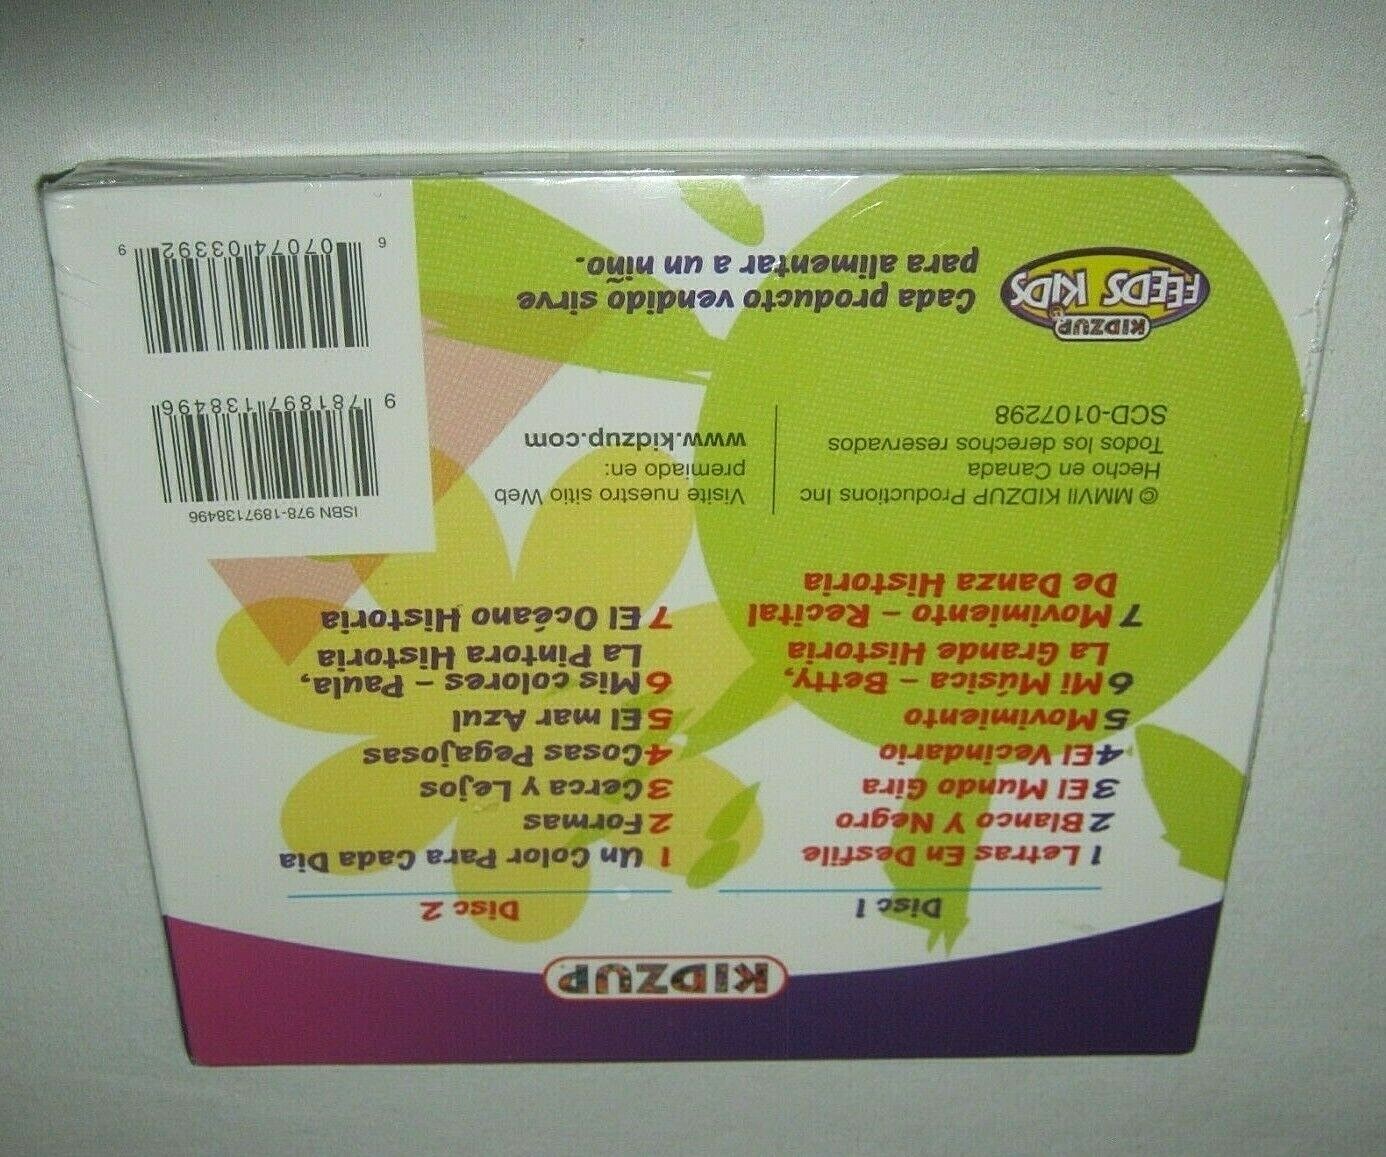 KIDZUP
Disc 1
1 Letras En Desfile
2 Blanco Y Negro
3 El Mundo Gira
4 El Vecindario
5 Movimiento
6 Mi Música – Betty,
La Grande Historia
7 Movimiento – Recital
De Danza Historia
Disc 2
1 Un Color Para Cada Dia
2 Formas
3 Cerca y Lejos
4 Cosas Pegajosas
5 El mar Azul
6 Mis colores – Paula,
La Pintora Historia
7 El Océano Historia
© MMVII KIDZUP Productions Inc
Hecho en Canada
Todos los derechos reservados
SCD-0107298
Visite nuestro sitio Web
premiado en:
www.kidzup.com
KIDZUP
FEEDS KIDS
Cada producto vendido sirve
para alimentar a un niño.
ISBN 978-1897138496
9 781897 138496
6 07074 03392 9